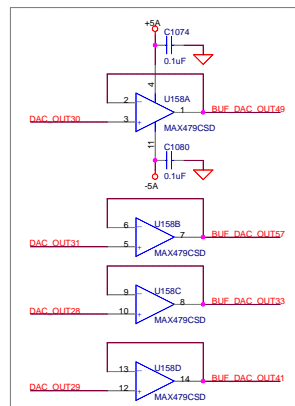 +5A
C1074
0.1uF
4
U158A
2
1
BUF_DAC_OUT49
DAC_OUT30
3
MAX479CSD
11
C1080
0.1uF
-5A
6
U158B
7
BUF_DAC_OUT57
DAC_OUT31
5
MAX479CSD
9
U158C
8
BUF_DAC_OUT33
DAC_OUT28
10
MAX479CSD
13
U158D
14
BUF_DAC_OUT41
DAC_OUT29
12
MAX479CSD